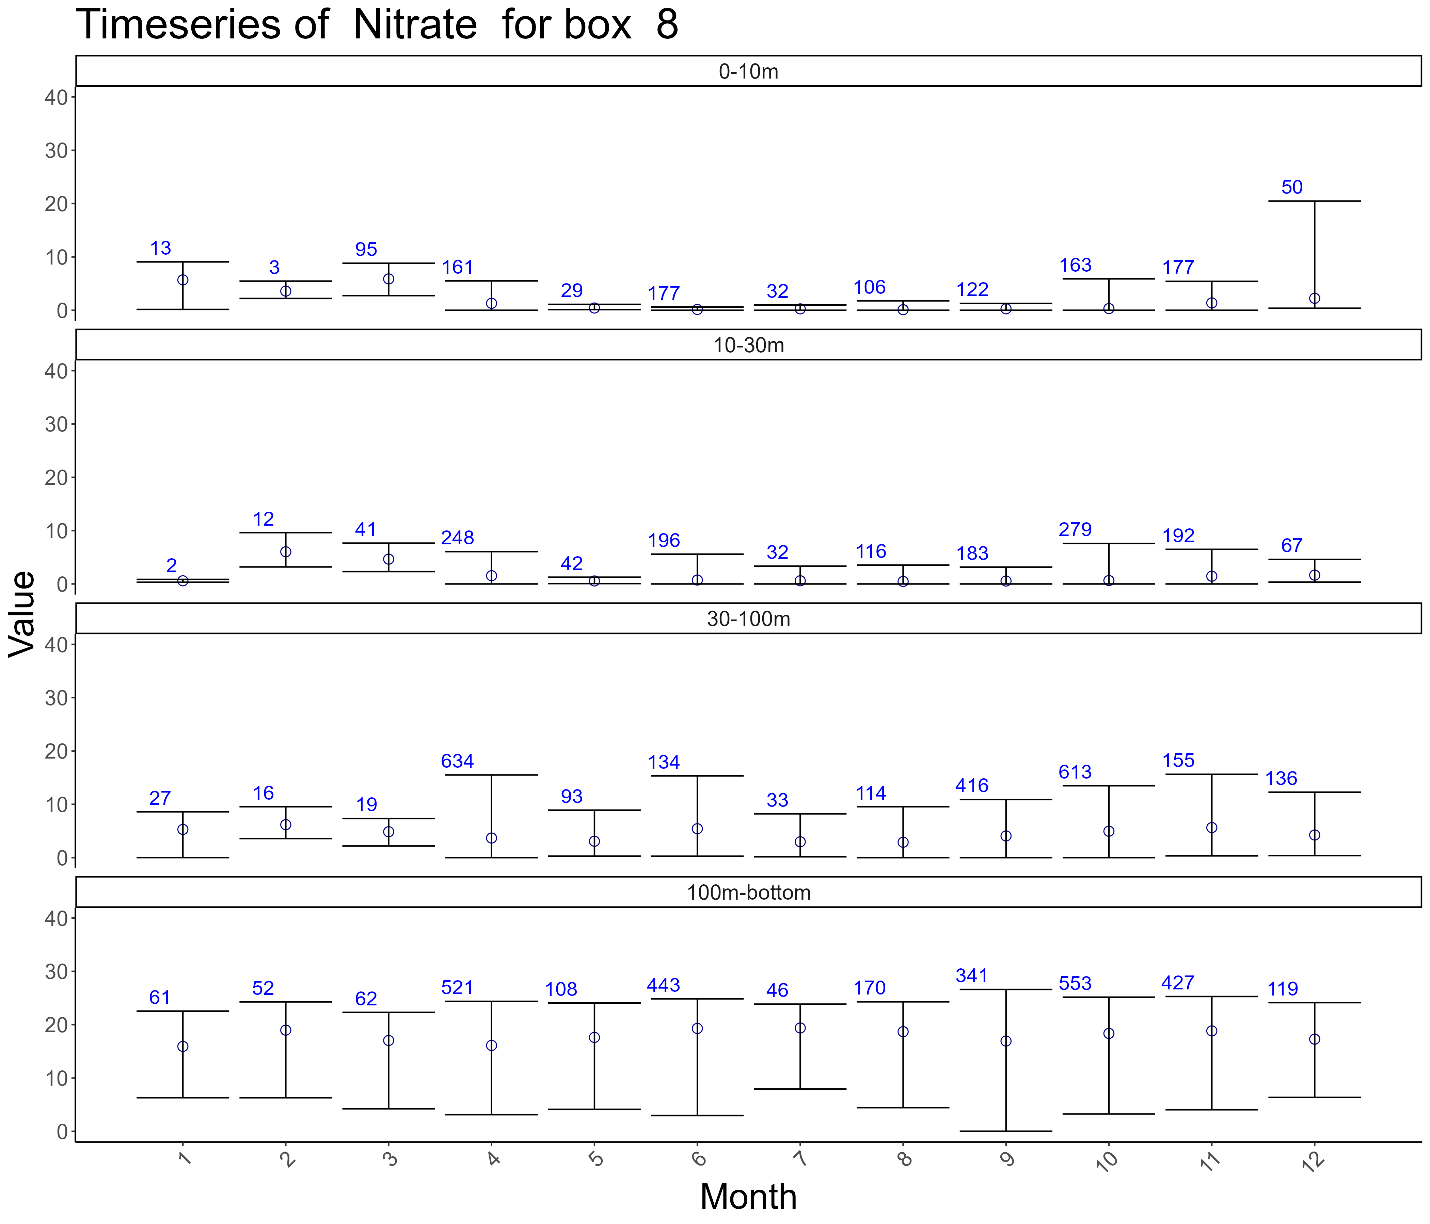 Timeseries of  Nitrate  for box  8
0-10m
40
30
20
10
0
13 3 95 161 29 177 32 106 122 163 177 50
10-30m
40
30
20
10
0
2 12 41 248 42 196 32 116 183 279 192 67
30-100m
40
30
20
10
0
27 16 19 634 93 134 33 114 416 613 155 136
100m-bottom
40
30
20
10
0
61 52 62 521 108 443 46 170 341 553 427 119
Value
1 2 3 4 5 6 7 8 9 10 11 12
Month